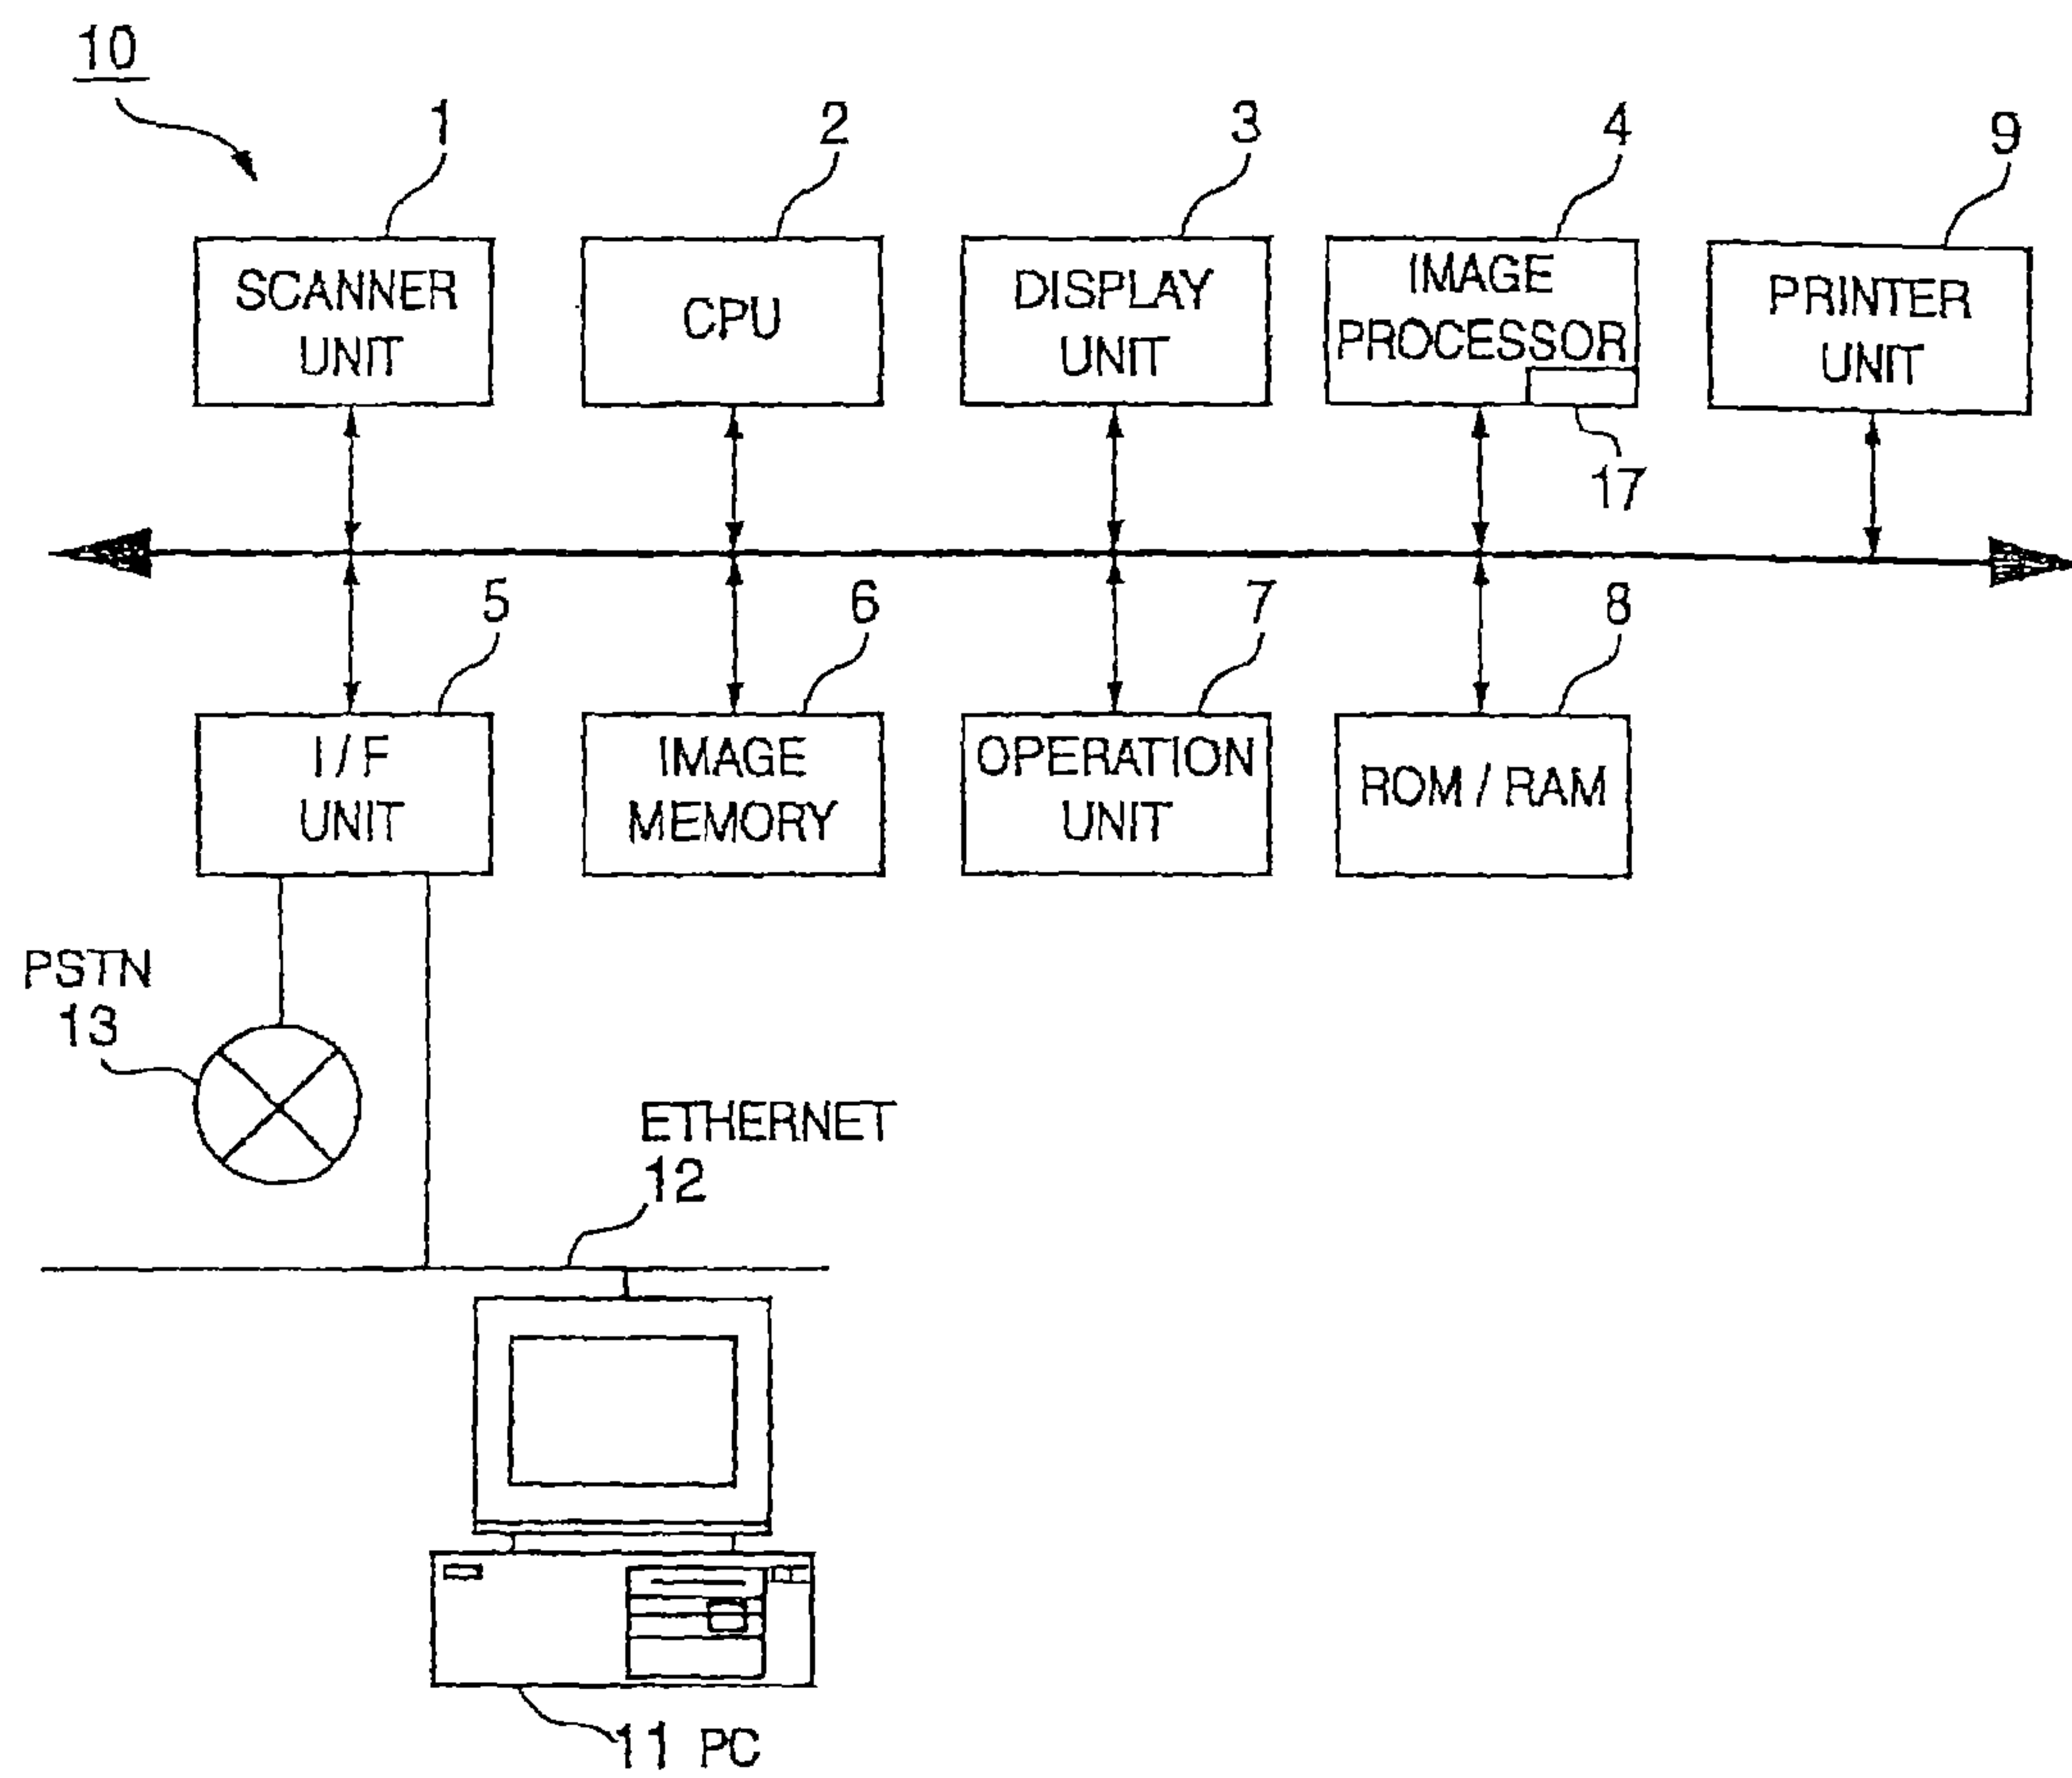 10
1
2
3
4
9
SCANNER
UNIT
CPU
DISPLAY
UNIT
IMAGE
PROCESSOR
PRINTER
UNIT
17
5
6
7
8
I / F
UNIT
IMAGE
MEMORY
OPERATION
UNIT
ROM / RAM
PSTN
13
ETHERNET
12
11 PC